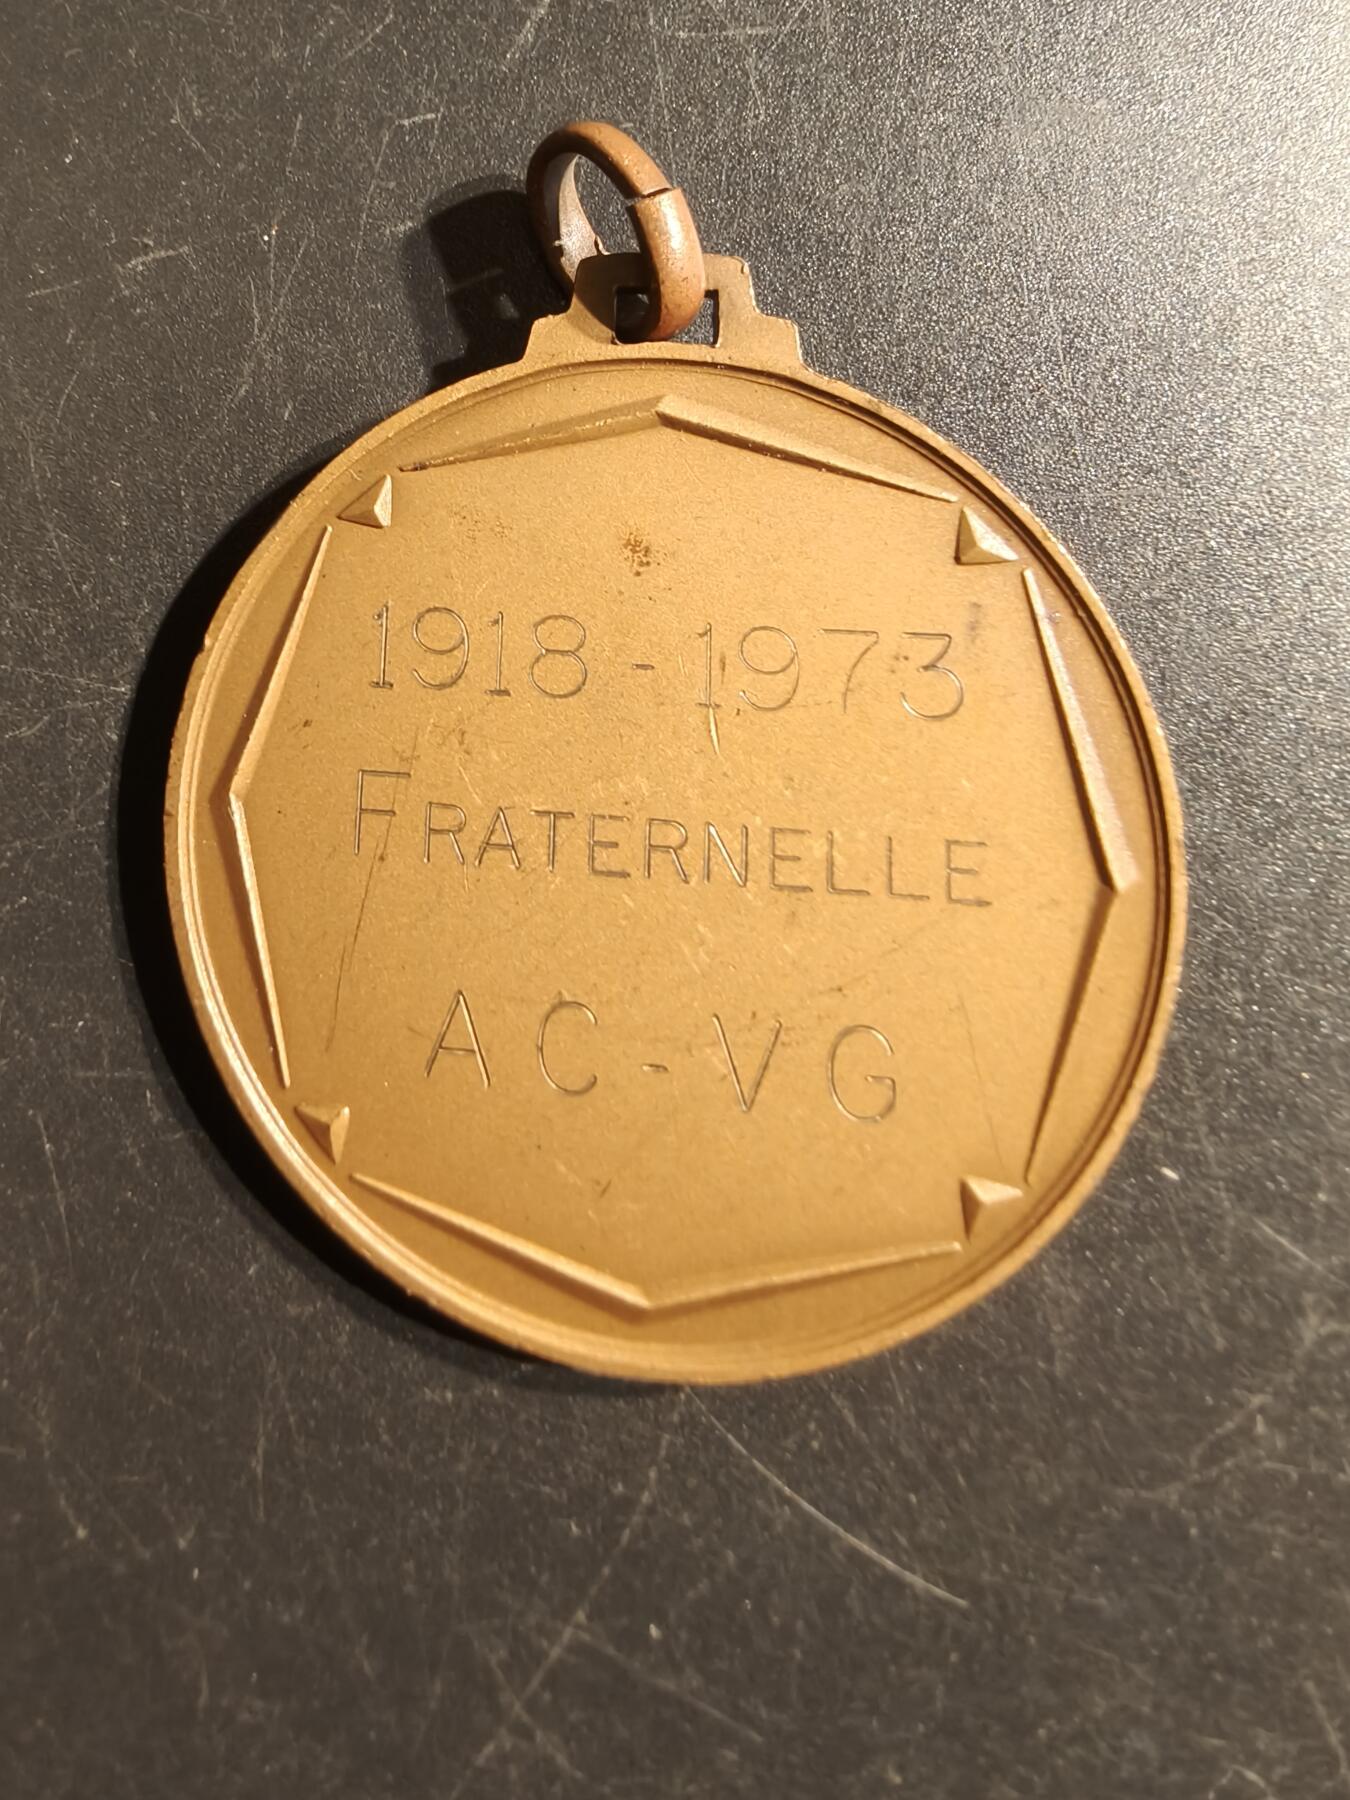 1918 - 1973
FRATERNELLE
AC - VG